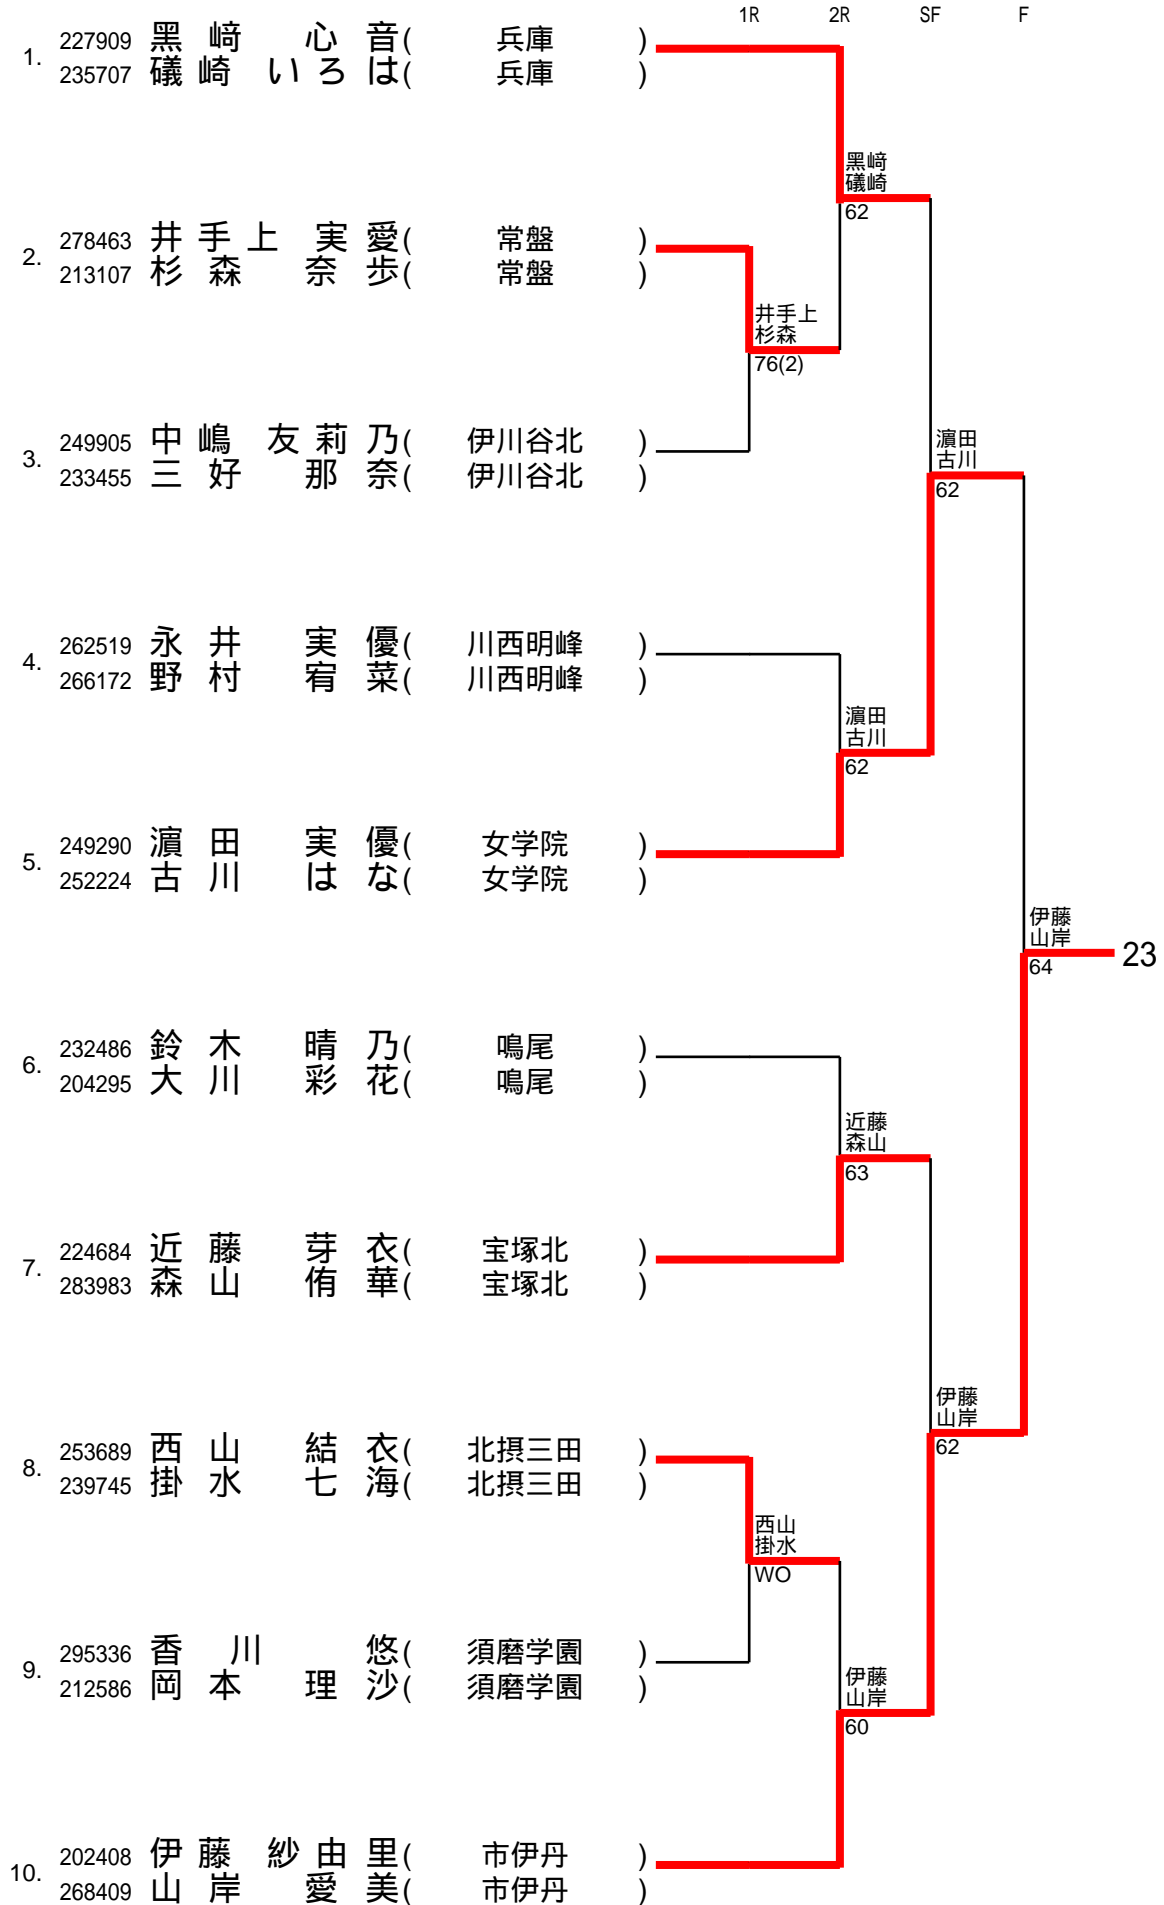 1R 2R SF F
1. 227909 黒﨑 心音( 兵庫 )
235707 礒崎 いろは( 兵庫 )
黒﨑
礒崎
62
2. 278463 井手上 実愛( 常盤 )
213107 杉森 奈歩( 常盤 )
井手上
杉森
76(2)
3. 249905 中嶋 友莉乃( 伊川谷北 )
233455 三好 那奈( 伊川谷北 )
濵田
古川
62
4. 262519 永井 実優( 川西明峰 )
266172 野村 宥菜( 川西明峰 )
濵田
古川
62
5. 249290 濵田 実優( 女学院 )
252224 古川 はな( 女学院 )
伊藤
山岸
64
23
6. 232486 鈴木 晴乃( 鳴尾 )
204295 大川 彩花( 鳴尾 )
近藤
森山
63
7. 224684 近藤 芽衣( 宝塚北 )
283983 森山 侑華( 宝塚北 )
伊藤
山岸
62
8. 253689 西山 結衣( 北摂三田 )
239745 掛水 七海( 北摂三田 )
西山
掛水
WO
9. 295336 香川 悠( 須磨学園 )
212586 岡本 理沙( 須磨学園 )
伊藤
山岸
60
10. 202408 伊藤 紗由里( 市伊丹 )
268409 山岸 愛美( 市伊丹 )